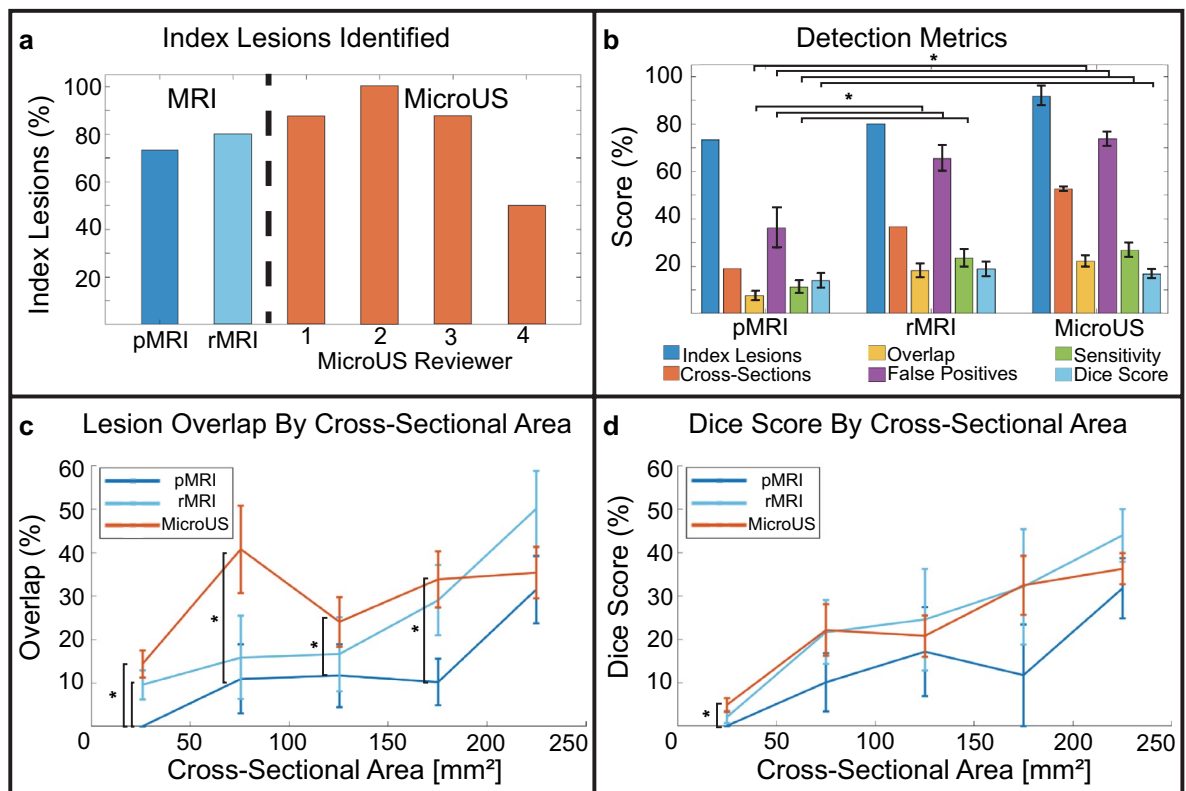 a
Index Lesions Identified
Index Lesions (%)
100
80
60
40
20
MRI
MicroUS
pMRI
rMRI
1
2
3
4
MicroUS Reviewer
b
Detection Metrics
Score (%)
100
80
60
40
20
*
*
pMRI
rMRI
MicroUS
Index Lesions
Overlap
Sensitivity
Cross-Sections
False Positives
Dice Score
c
Lesion Overlap By Cross-Sectional Area
Overlap (%)
60
50
40
30
20
10
pMRI
rMRI
MicroUS
*
*
*
*
0
50
100
150
200
250
Cross-Sectional Area [mm²]
d
Dice Score By Cross-Sectional Area
Dice Score (%)
60
50
40
30
20
10
pMRI
rMRI
MicroUS
*
0
50
100
150
200
250
Cross-Sectional Area [mm²]